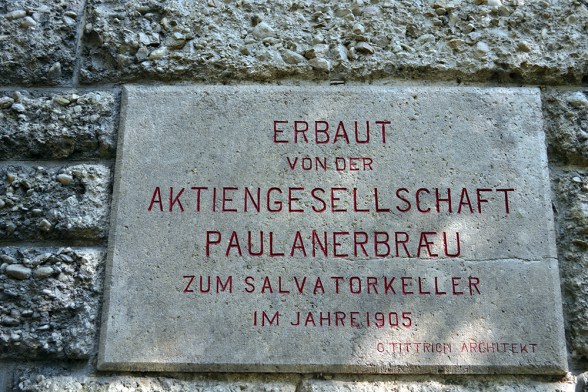 ERBAUT
VON DER
AKTIENGESELLSCHAFT
PAULANERBRÆU
ZUM SALVATORKELLER
IM JAHRE 1905.
G. TITTRICH ARCHITEKT